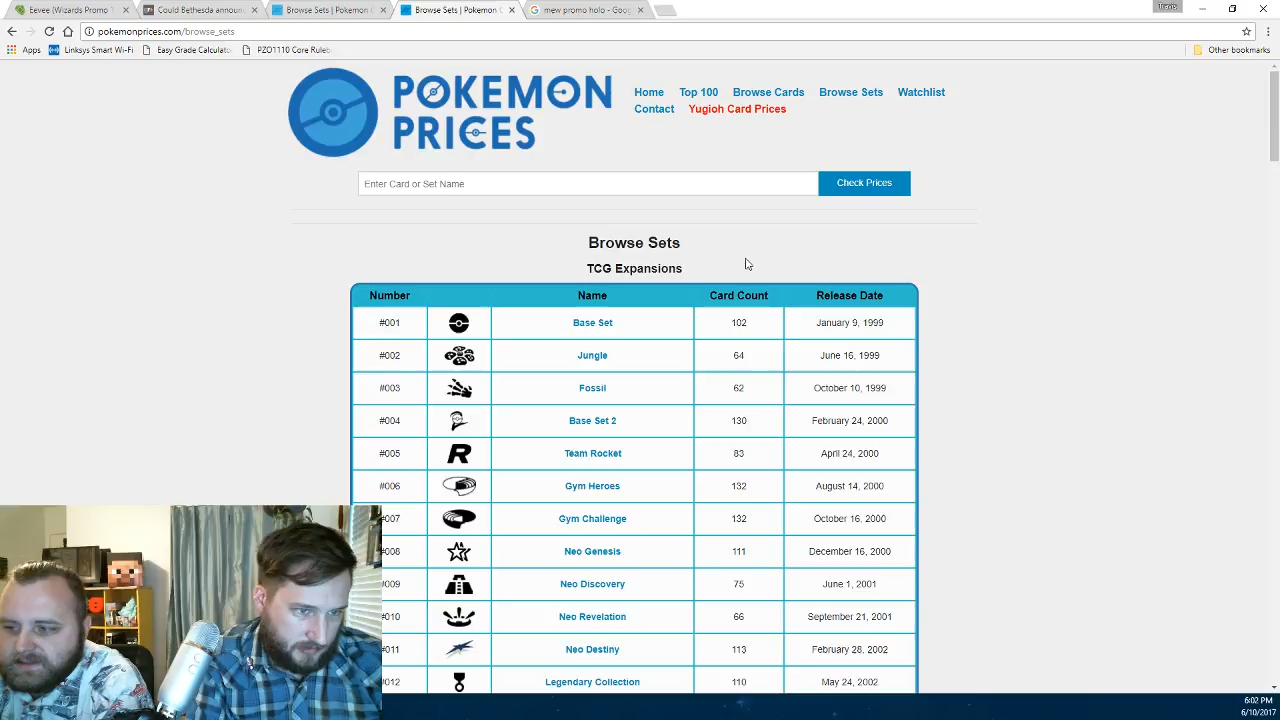 Eevee (Wizards Promo T
Could Bethesda announ
Browse Sets | Pokemon C
Browse Sets | Pokemon C
mew promo holo - Goo
Travis
pokemonprices.com/browse_sets
Apps
Linksys Smart Wi-Fi
Easy Grade Calculato
PZO1110 Core Ruleb
Other bookmarks
POKEMON
PRICES
Home
Top 100
Browse Cards
Browse Sets
Watchlist
Contact
Yugioh Card Prices
Enter Card or Set Name
Check Prices
Browse Sets
TCG Expansions
Number Name Card Count Release Date
#001 Base Set 102 January 9, 1999
#002 Jungle 64 June 16, 1999
#003 Fossil 62 October 10, 1999
#004 Base Set 2 130 February 24, 2000
#005 R Team Rocket 83 April 24, 2000
#006 Gym Heroes 132 August 14, 2000
#007 Gym Challenge 132 October 16, 2000
#008 Neo Genesis 111 December 16, 2000
#009 Neo Discovery 75 June 1, 2001
#010 Neo Revelation 66 September 21, 2001
#011 Neo Destiny 113 February 28, 2002
#012 Legendary Collection 110 May 24, 2002
6:02 PM
6/10/2017